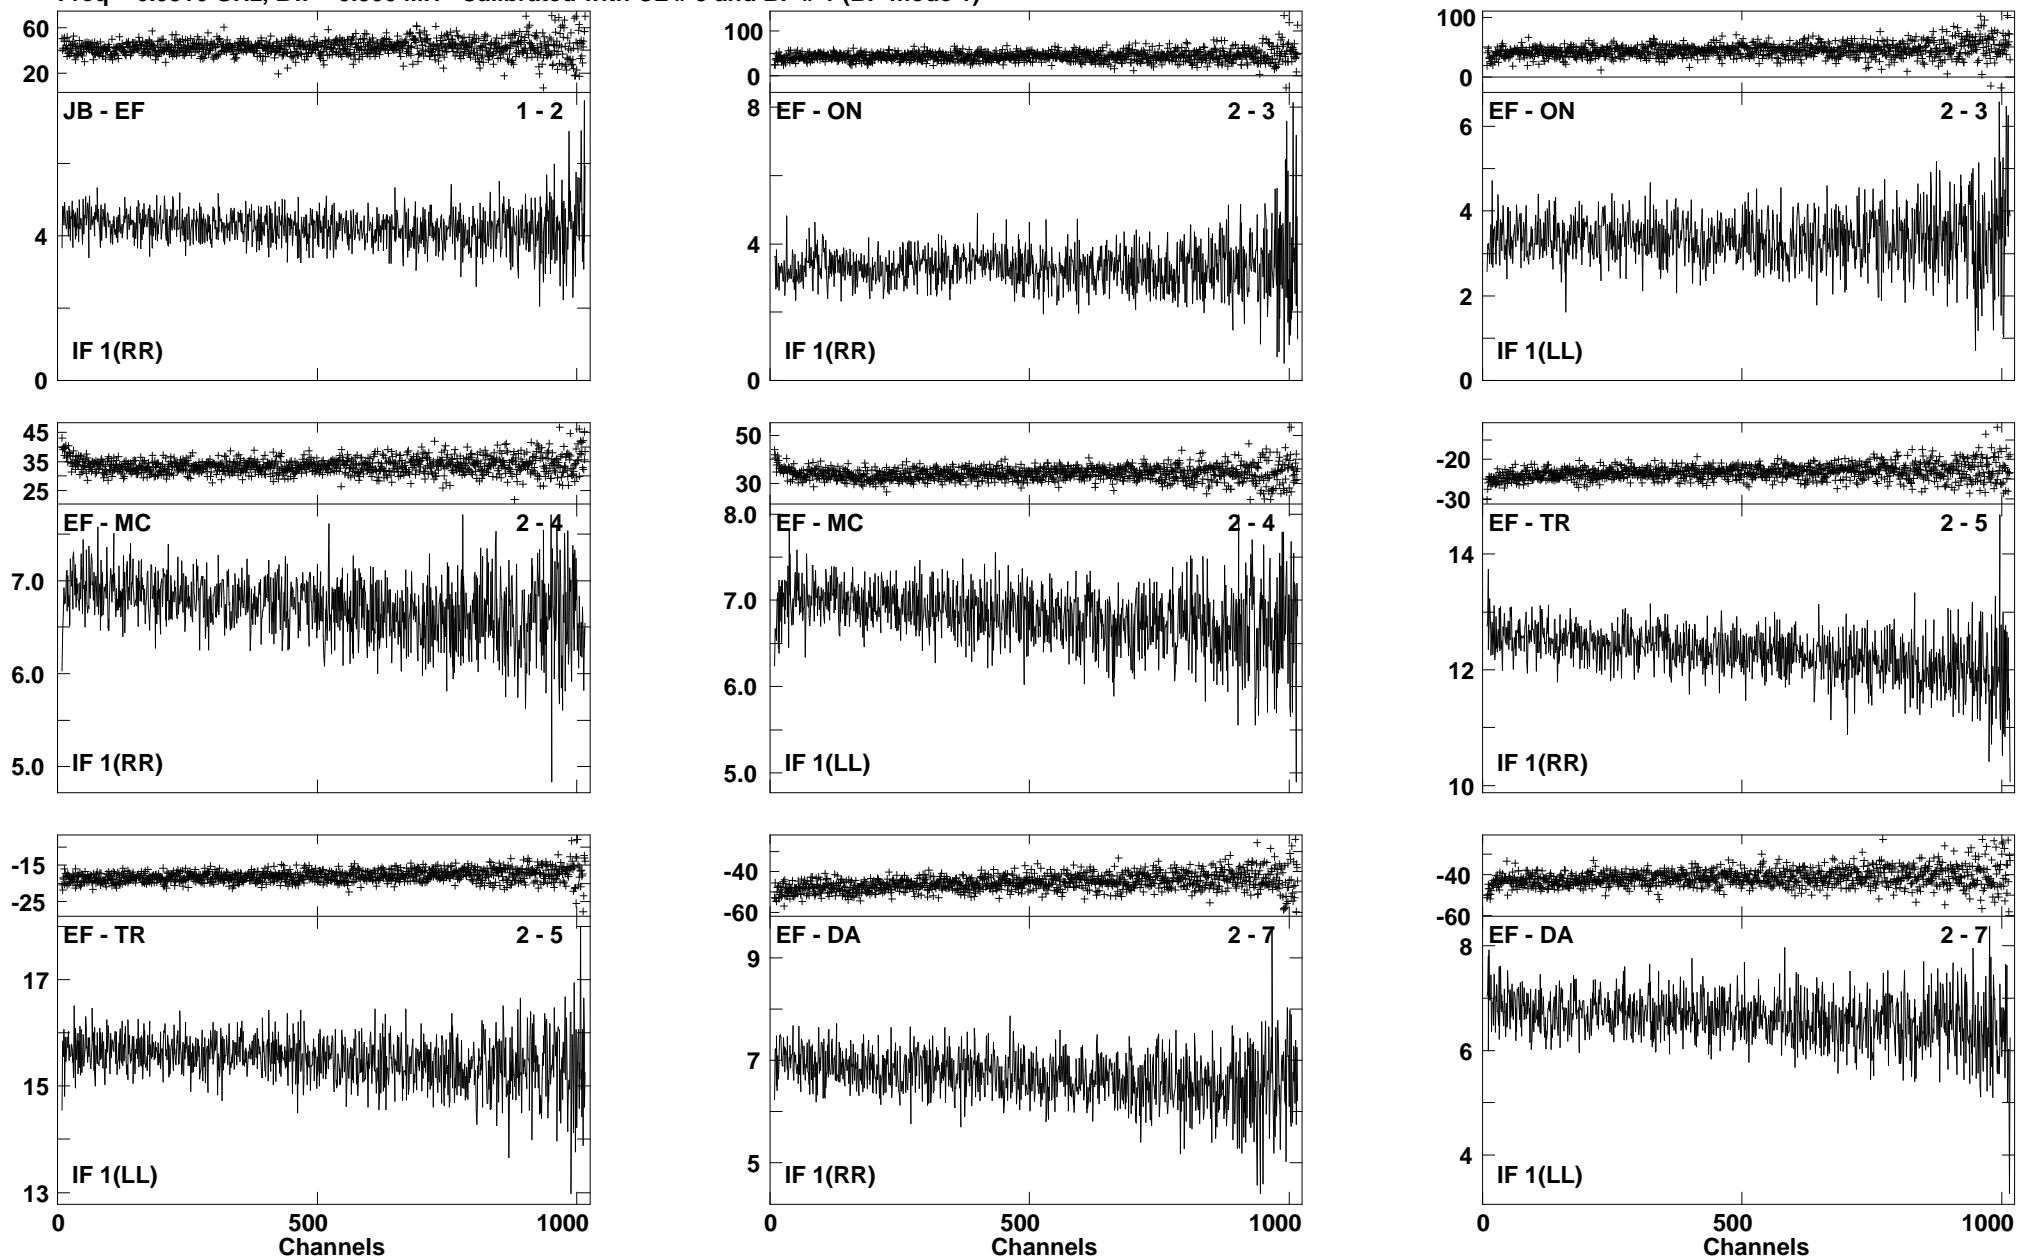 60
20
JB - EF 1 - 2
4
0
IF 1(RR)
100
0
EF - ON 2 - 3
8
4
0
IF 1(RR)
100
0
EF - ON 2 - 3
6
4
2
0
IF 1(LL)
45
35
25
EF - MC 2 - 4
7.0
6.0
5.0
IF 1(RR)
50
30
EF - MC 2 - 4
8.0
7.0
6.0
5.0
IF 1(LL)
-20
-30
EF - TR 2 - 5
14
12
10
IF 1(RR)
-15
-25
EF - TR 2 - 5
17
15
13
IF 1(LL)
0 500 1000
Channels
-40
-60
EF - DA 2 - 7
9
7
5
IF 1(RR)
0 500 1000
Channels
-40
-60
EF - DA 2 - 7
8
6
4
IF 1(LL)
0 500 1000
Channels